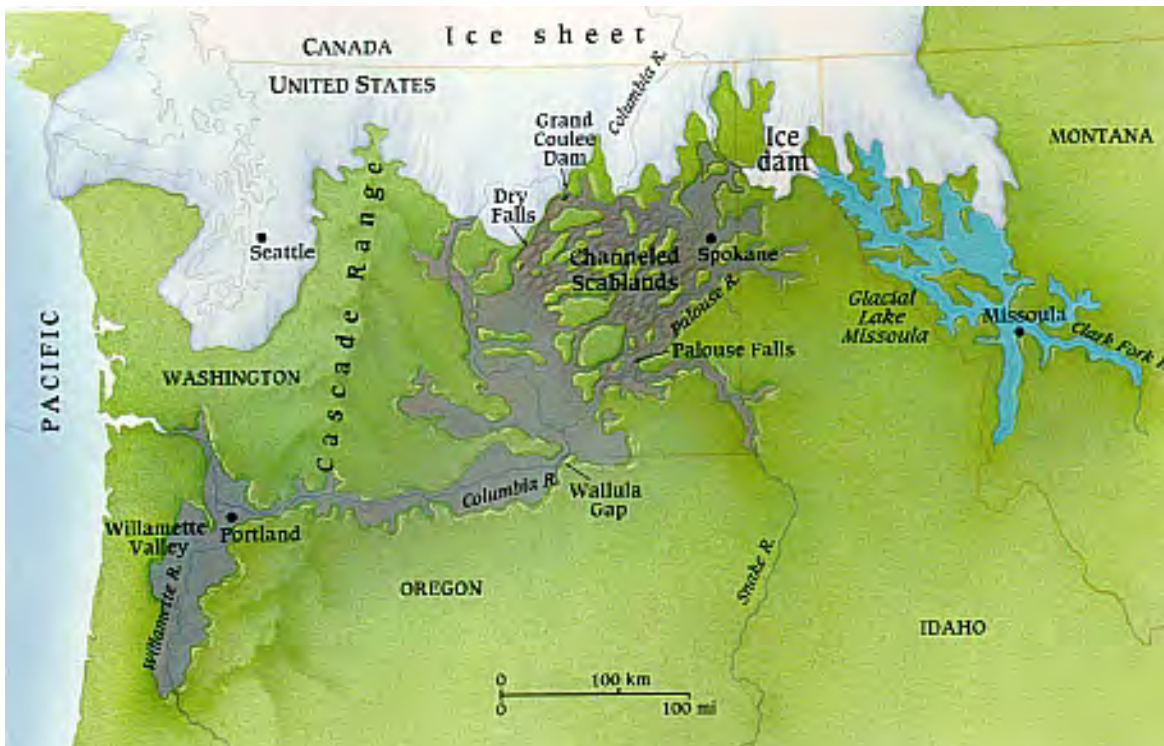 Ice sheet
CANADA
UNITED STATES
Columbia R.
Grand
Coulee
Dam
Ice
dam
MONTANA
Dry
Falls
Seattle
Cascade Range
Channeled
Scablands
Spokane
Palouse R.
Glacial
Lake
Missoula
Missoula
Clark Fork R
PACIFIC
WASHINGTON
Palouse Falls
Columbia R.
Wallula
Gap
Willamette
Valley
Portland
Willamette R.
OREGON
Snake R.
IDAHO
0 100 km
0 100 mi